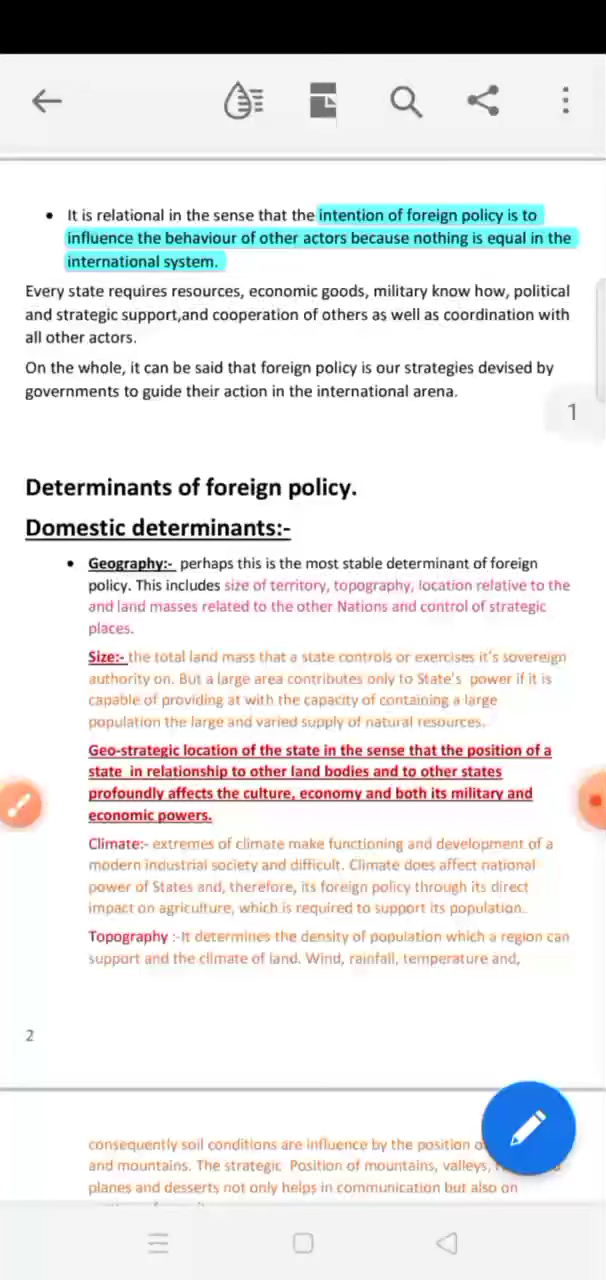 • It is relational in the sense that the intention of foreign policy is to
influence the behaviour of other actors because nothing is equal in the
international system.
Every state requires resources, economic goods, military know how, political
and strategic support,and cooperation of others as well as coordination with
all other actors.
On the whole, it can be said that foreign policy is our strategies devised by
governments to guide their action in the international arena.
1
Determinants of foreign policy.
Domestic determinants:-
• Geography:- perhaps this is the most stable determinant of foreign
policy. This includes size of territory, topography, location relative to the
and land masses related to the other Nations and control of strategic
places.
Size:- the total land mass that a state controls or exercises it's sovereign
authority on. But a large area contributes only to State's power if it is
capable of providing at with the capacity of containing a large
population the large and varied supply of natural resources.
Geo-strategic location of the state in the sense that the position of a
state in relationship to other land bodies and to other states
profoundly affects the culture, economy and both its military and
economic powers.
Climate:- extremes of climate make functioning and development of a
modern industrial society and difficult. Climate does affect national
power of States and, therefore, its foreign policy through its direct
impact on agriculture, which is required to support its population.
Topography :-It determines the density of population which a region can
support and the climate of land. Wind, rainfall, temperature and,
2
consequently soil conditions are influence by the position
and mountains. The strategic Position of mountains, valleys,
planes and desserts not only helps in communication but also on